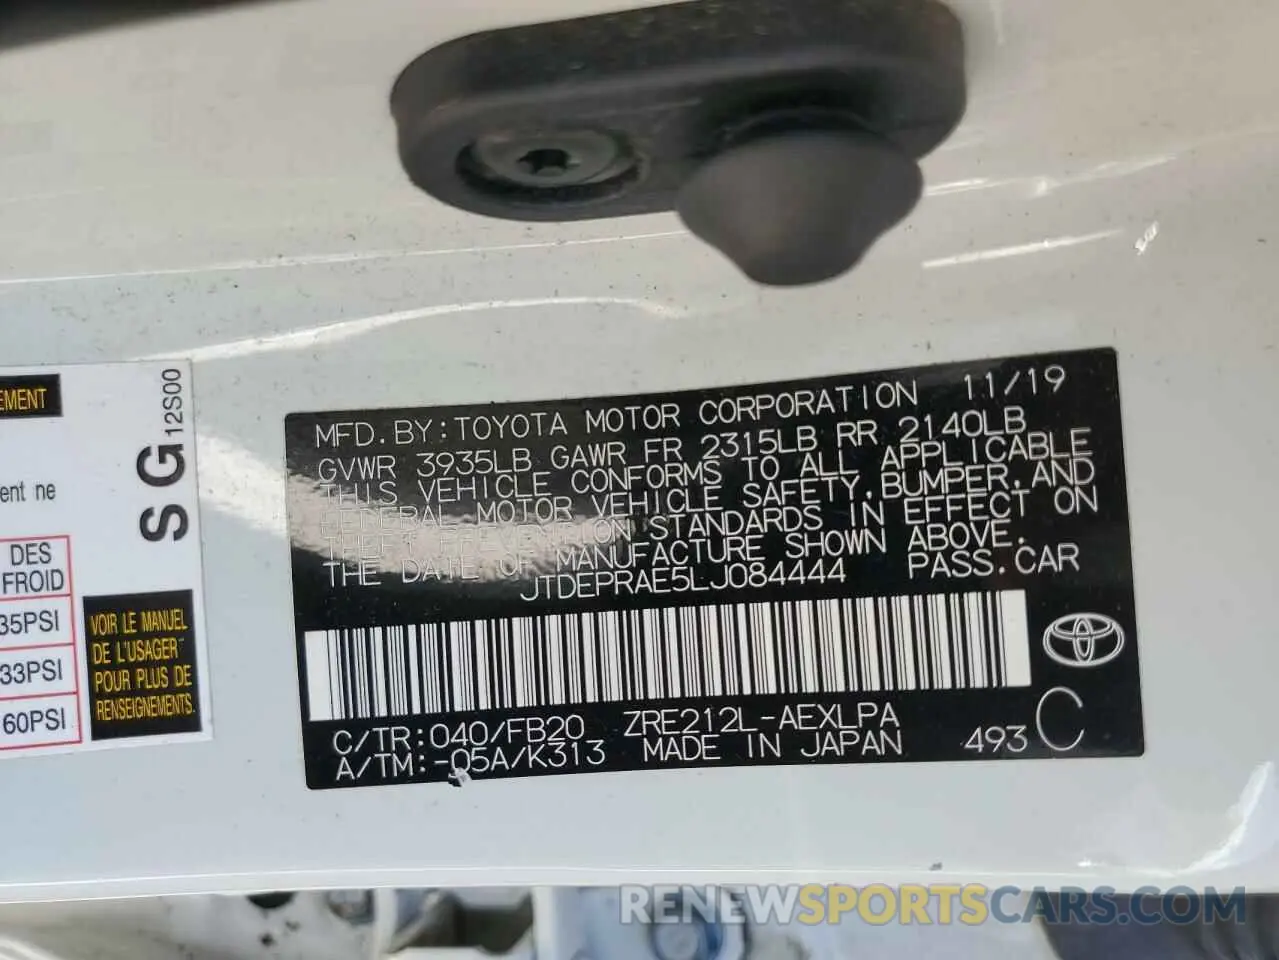 EMENT
SG12S00
ent ne
DES
FROID
35PSI
33PSI
60PSI
VOIR LE MANUEL
DE L'USAGER
POUR PLUS DE
RENSEIGNEMENTS
MFD. BY: TOYOTA MOTOR CORPORATION 11/19
GVWR 3935LB GAWR FR 2315LB RR 2140LB
THIS VEHICLE CONFORMS TO ALL APPLICABLE
FEDERAL MOTOR VEHICLE SAFETY, BUMPER, AND
THEFT PREVENTION STANDARDS IN EFFECT ON
THE DATE OF MANUFACTURE SHOWN ABOVE.
JTDEPRAE5LJ084444 PASS. CAR
C/TR: 040/FB20 ZRE212L-AEXLPA
A/TM: -05A/K313 MADE IN JAPAN 493 C
RENEWSPORTSCARS.COM